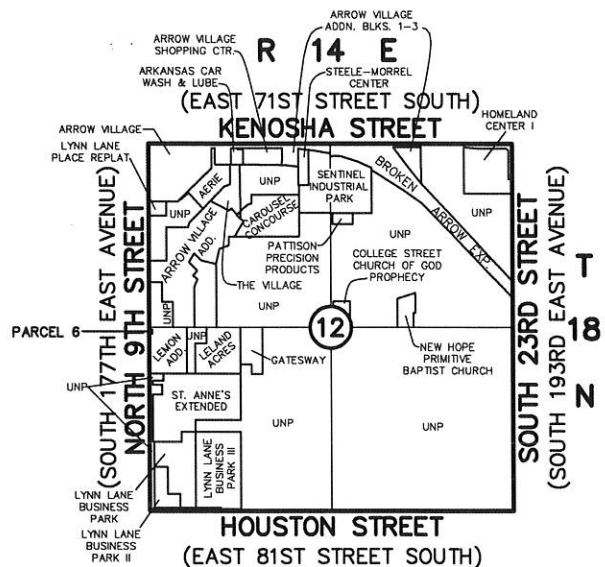 ARROW VILLAGE
ADDN. BLKS. 1-3
ARROW VILLAGE
SHOPPING CTR.
R 14 E
ARKANSAS CAR
WASH & LUBE
STEELE-MORREL
CENTER
(EAST 71ST STREET SOUTH)
KENOSHA STREET
HOMELAND
CENTER I
ARROW VILLAGE
LYNN LANE
PLACE REPLAT
AERIE
UNP
UNP
SENTINEL
INDUSTRIAL
PARK
BROKEN
ARROW EXP.
UNP
CAROUSEL
CONCOURSE
ARROW VILLAGE
ADD.
PATTISON
PRECISION
PRODUCTS
UNP
COLLEGE STREET
CHURCH OF GOD
PROPHECY
THE VILLAGE
UNP
UNP
12
PARCEL 6
LEMON
ADD.
UNP
LELAND
ACRES
GATESWAY
NEW HOPE
PRIMITIVE
BAPTIST CHURCH
UNP
ST. ANNE'S
EXTENDED
UNP
UNP
LYNN LANE
BUSINESS
PARK III
LYNN LANE
BUSINESS
PARK
LYNN LANE
BUSINESS
PARK II
NORTH 9TH STREET
(SOUTH 177TH EAST AVENUE)
SOUTH 23RD STREET
(SOUTH 193RD EAST AVENUE)
T
18
N
HOUSTON STREET
(EAST 81ST STREET SOUTH)